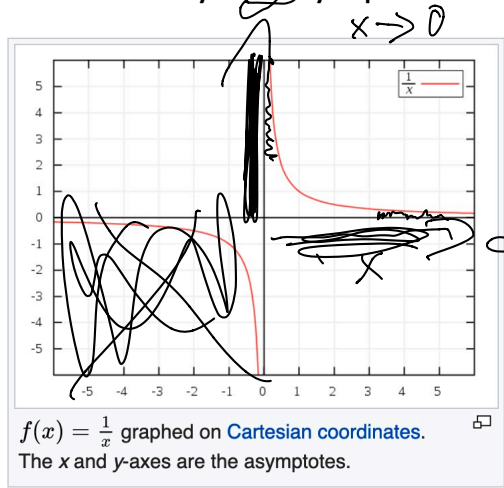 x → 0
1/x
5
4
3
2
1
0
-1
-2
-3
-4
-5
-5 -4 -3 -2 -1 0 1 2 3 4 5
x
f(x) = 1/x graphed on Cartesian coordinates.
The x and y-axes are the asymptotes.